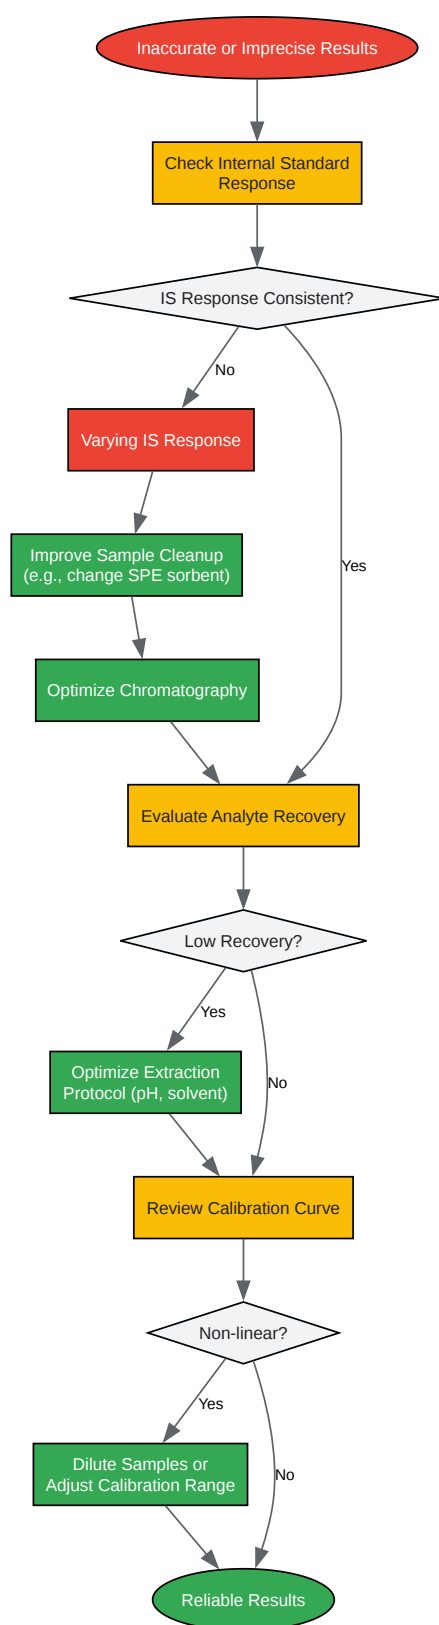 Inaccurate or Imprecise Results
Check Internal Standard
Response
IS Response Consistent?
No
Varying IS Response
Improve Sample Cleanup
(e.g., change SPE sorbent)
Yes
Optimize Chromatography
Evaluate Analyte Recovery
Low Recovery?
Yes
Optimize Extraction
Protocol (pH, solvent)
No
Review Calibration Curve
Non-linear?
Yes
Dilute Samples or
Adjust Calibration Range
No
Reliable Results